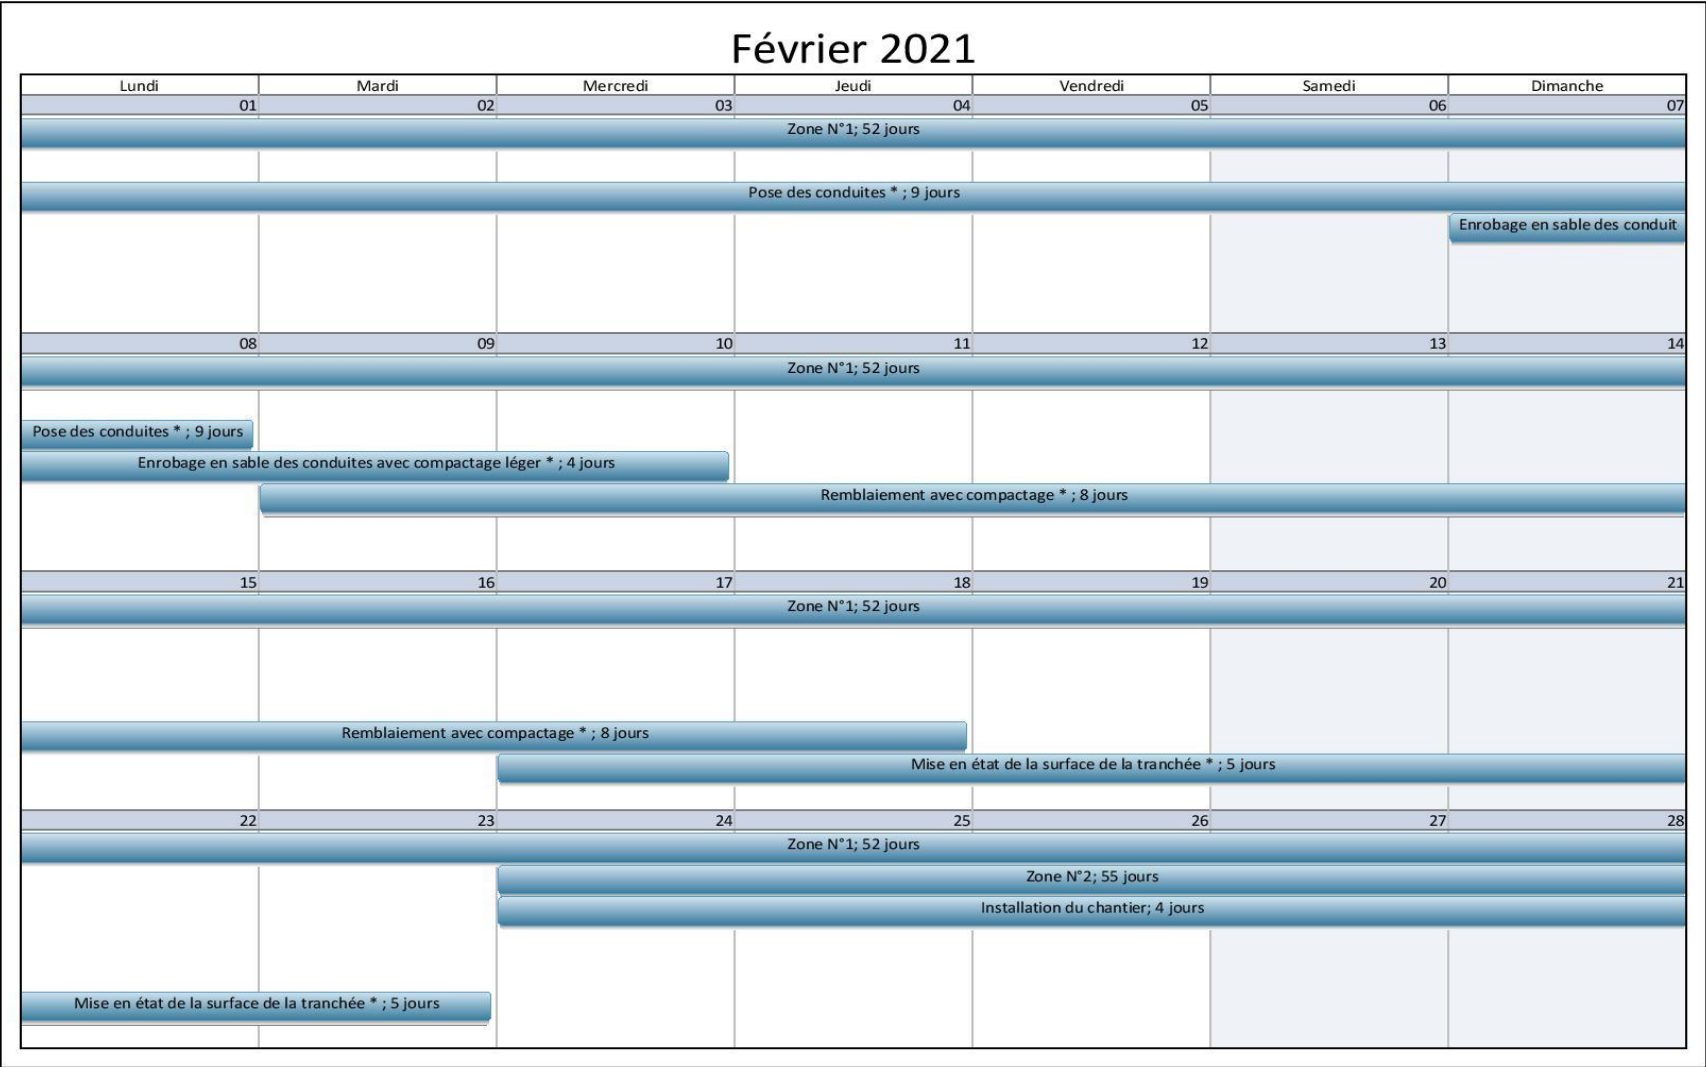 Février 2021
Lundi Mardi Mercredi Jeudi Vendredi Samedi Dimanche
01 02 03 04 05 06 07
Zone N°1; 52 jours
Pose des conduites * ; 9 jours
Enrobage en sable des conduit
08 09 10 11 12 13 14
Zone N°1; 52 jours
Pose des conduites * ; 9 jours
Enrobage en sable des conduites avec compactage léger * ; 4 jours
Remblaiement avec compactage * ; 8 jours
15 16 17 18 19 20 21
Zone N°1; 52 jours
Remblaiement avec compactage * ; 8 jours
Mise en état de la surface de la tranchée * ; 5 jours
22 23 24 25 26 27 28
Zone N°1; 52 jours
Zone N°2; 55 jours
Installation du chantier; 4 jours
Mise en état de la surface de la tranchée * ; 5 jours